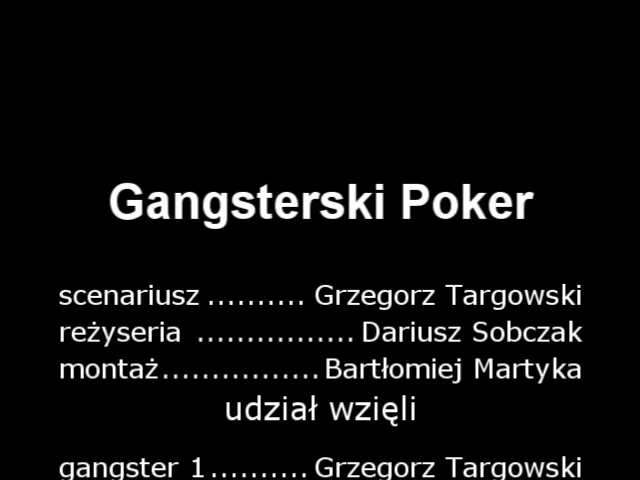 Gangsterski Poker
scenariusz .......... Grzegorz Targowski
reżyseria ................ Dariusz Sobczak
montaż................ Bartłomiej Martyka
udział wzięli
gangster 1.......... Grzegorz Targowski